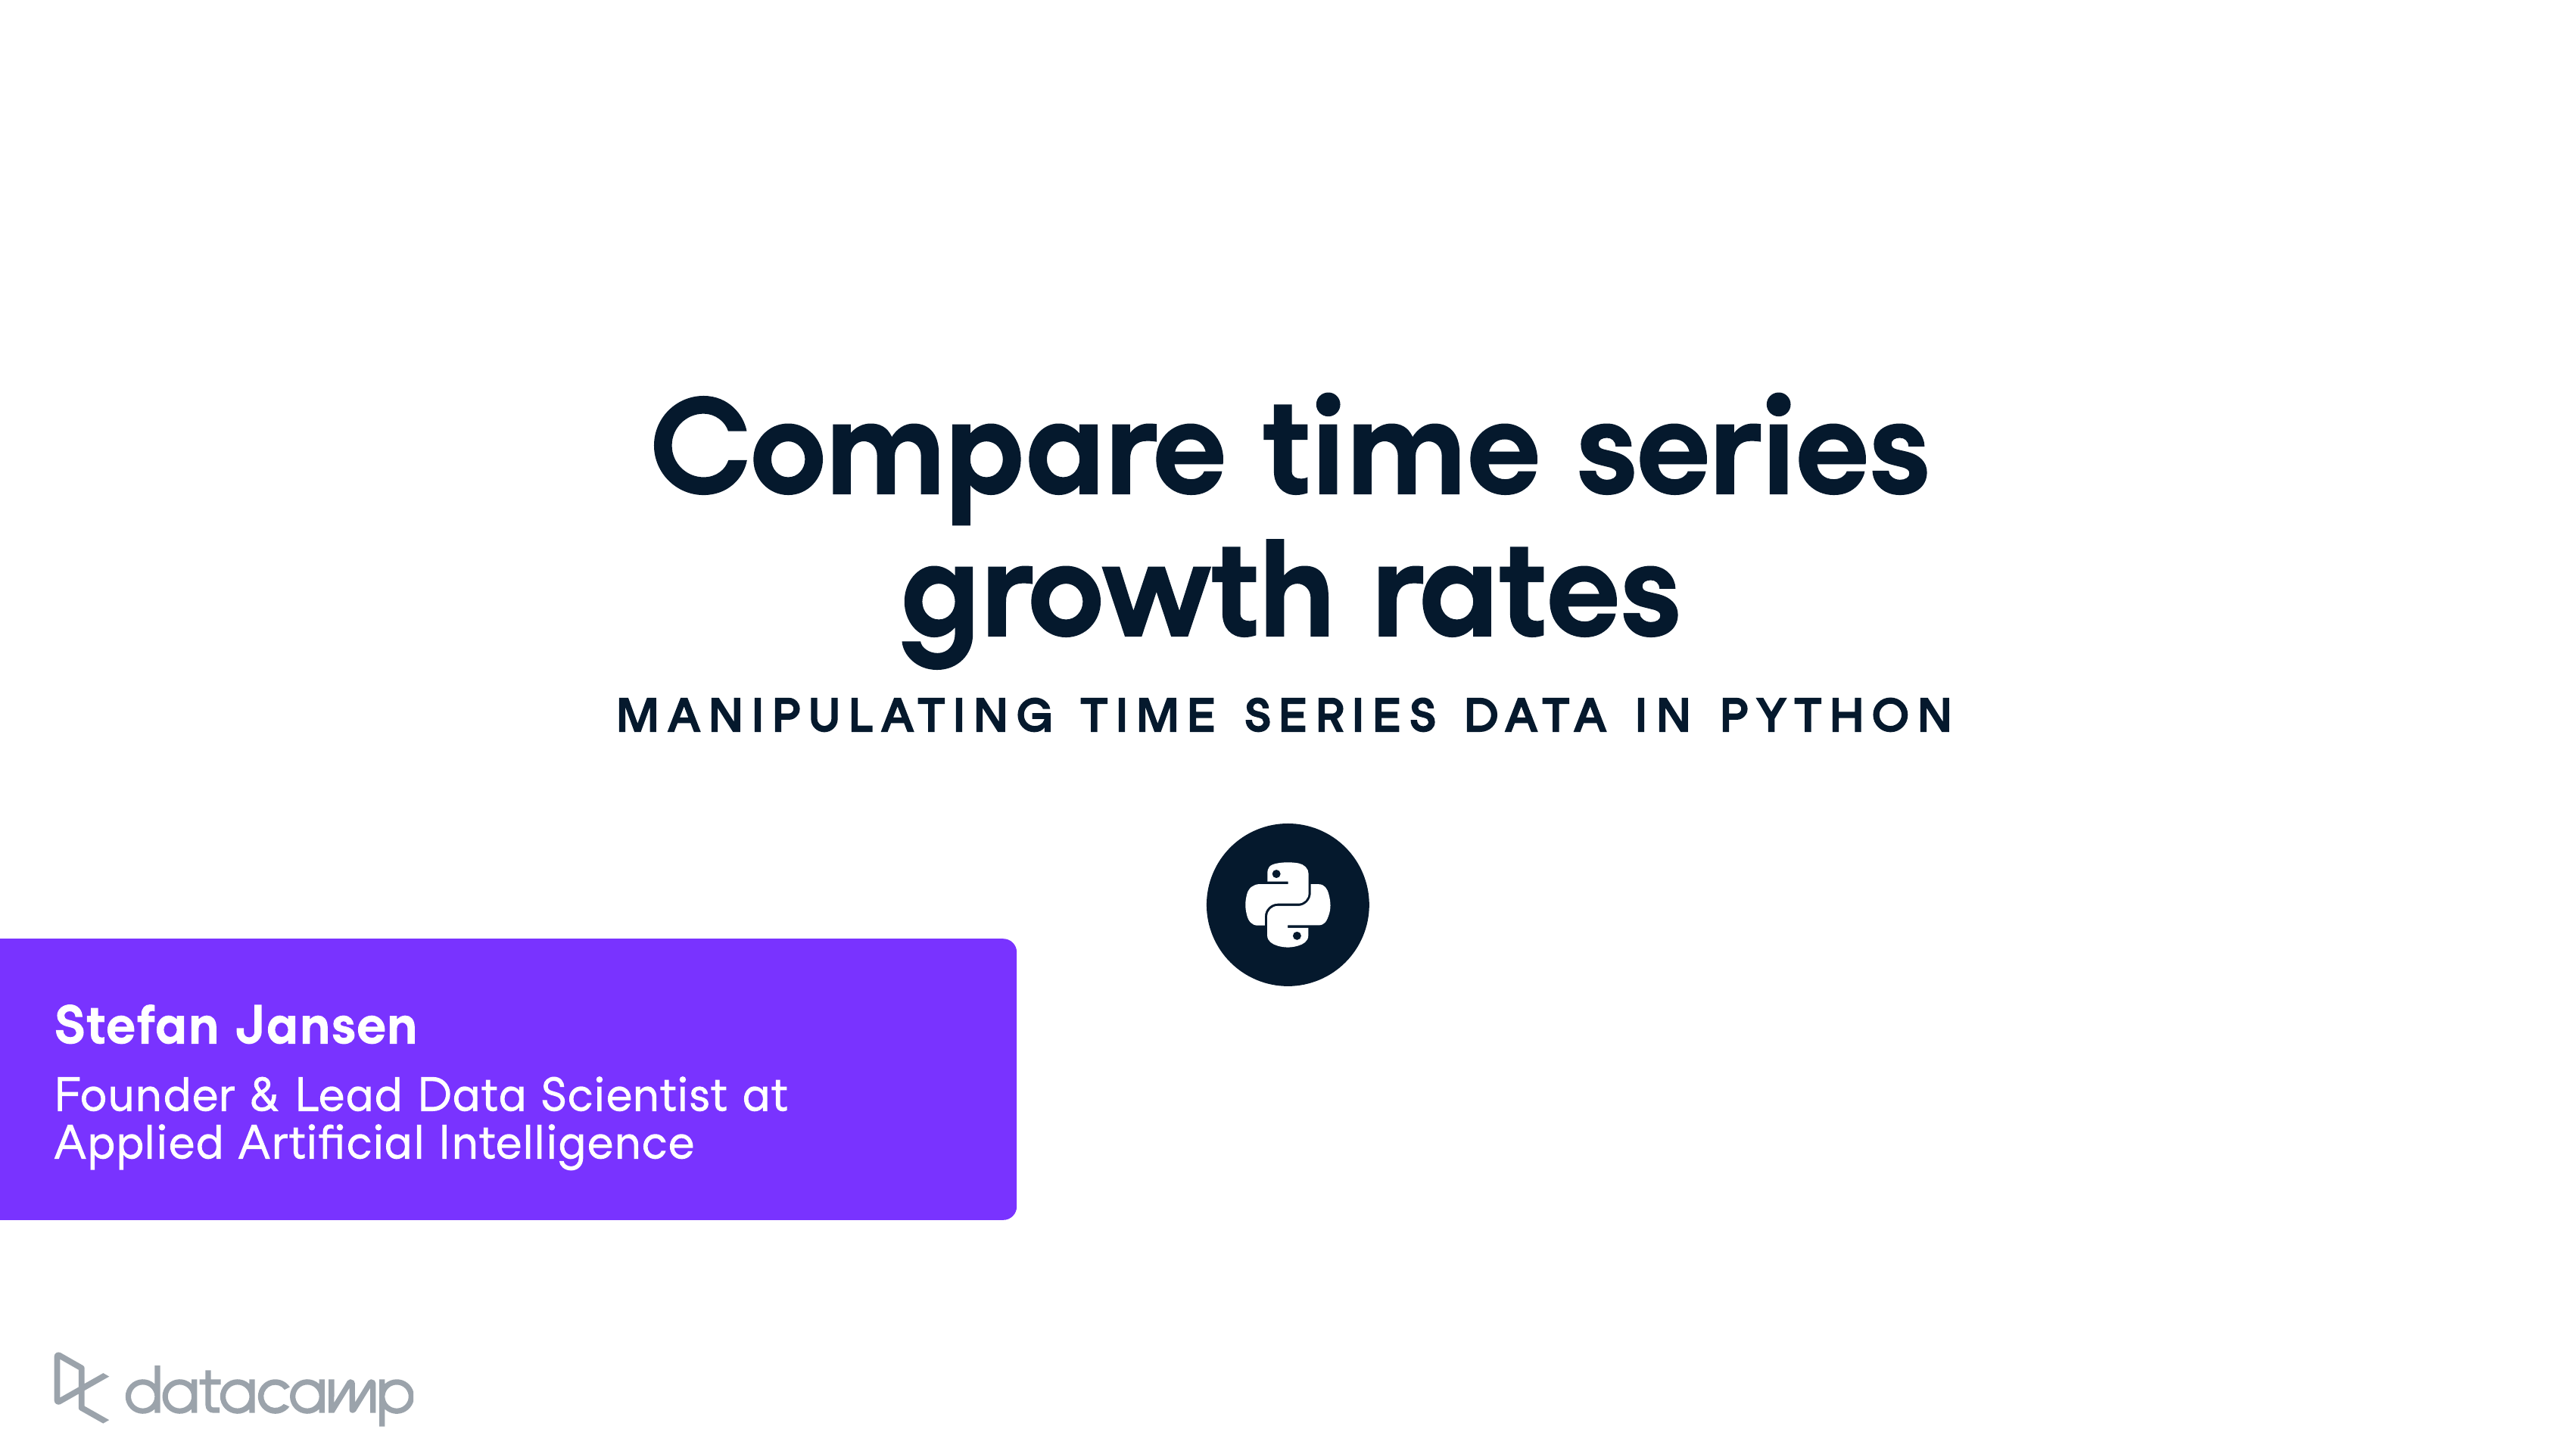 Compare time series
growth rates
MANIPULATING TIME SERIES DATA IN PYTHON
Stefan Jansen
Founder & Lead Data Scientist at
Applied Artificial Intelligence
datacamp